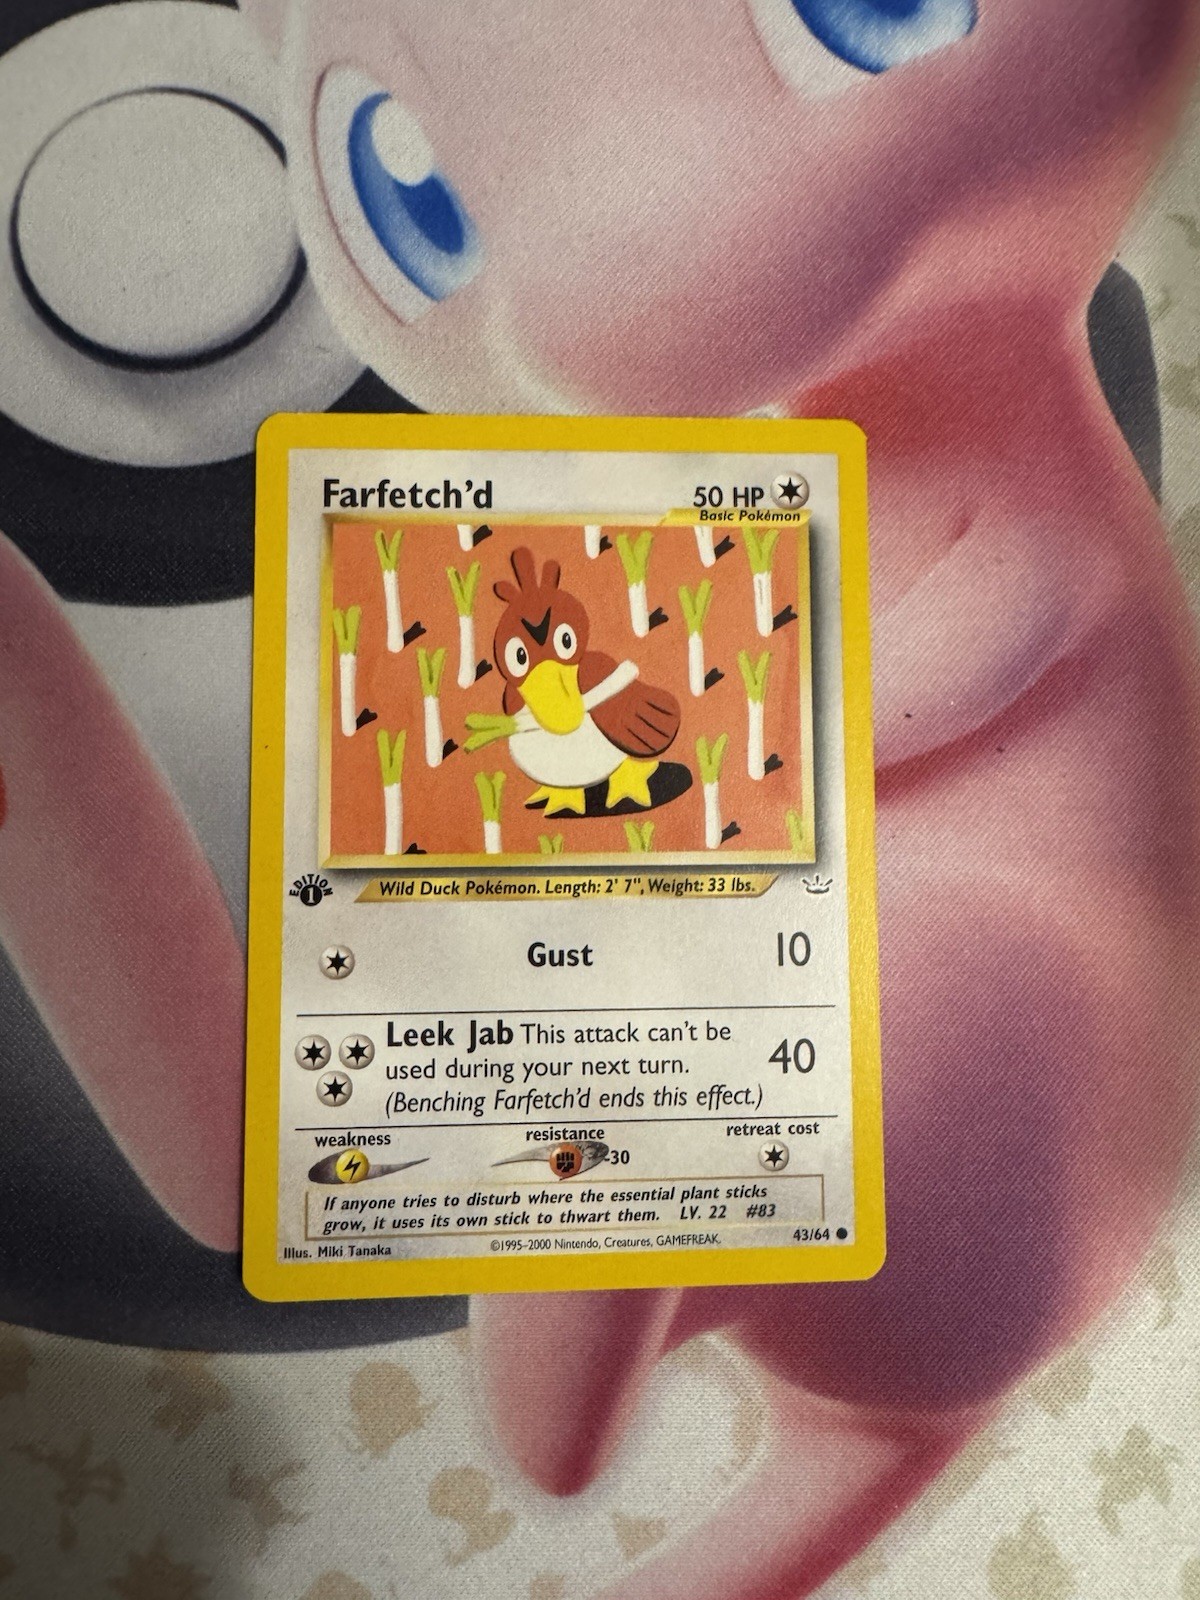 Farfetch'd 50 HP
Basic Pokémon
EDITION
1
Wild Duck Pokémon. Length: 2' 7", Weight: 33 lbs.
Gust 10
Leek Jab This attack can't be
used during your next turn. 40
(Benching Farfetch'd ends this effect.)
weakness resistance retreat cost
-30
If anyone tries to disturb where the essential plant sticks
grow, it uses its own stick to thwart them. LV. 22 #83
Illus. Miki Tanaka ©1995-2000 Nintendo, Creatures, GAMEFREAK. 43/64